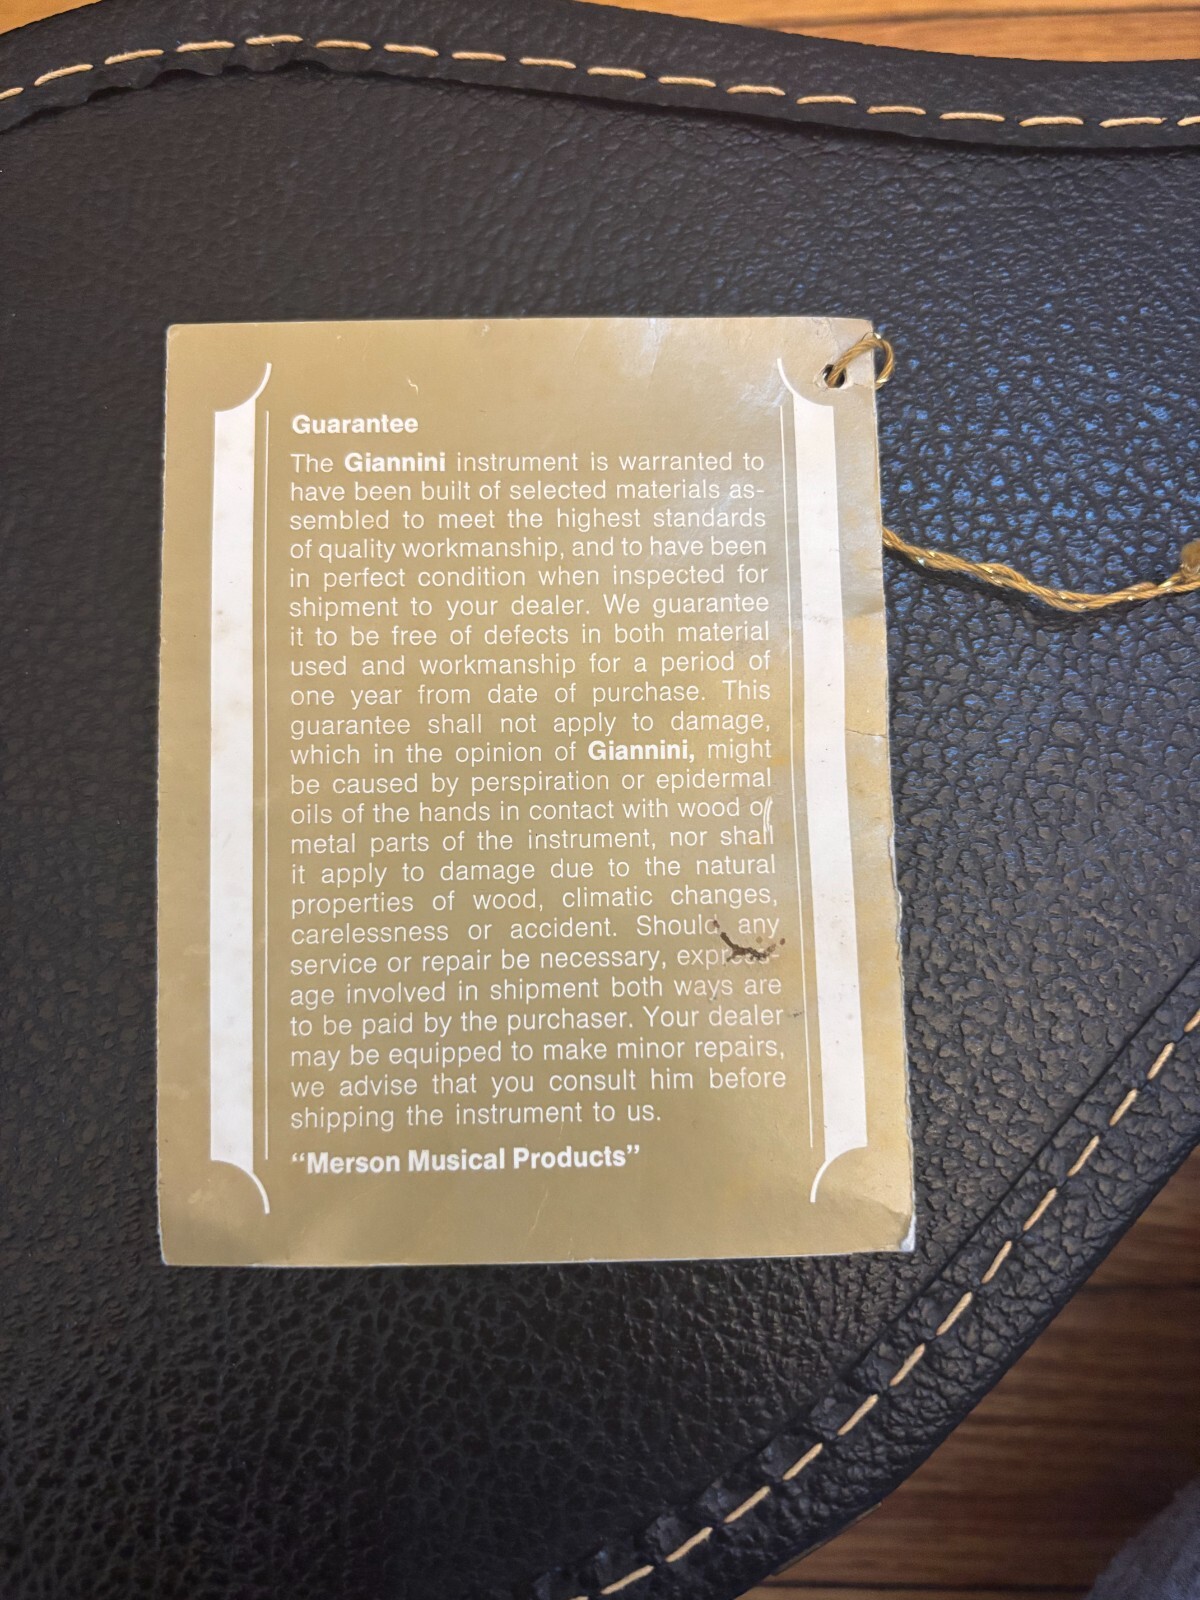 Guarantee
The Giannini instrument is warranted to
have been built of selected materials as-
sembled to meet the highest standards
of quality workmanship, and to have been
in perfect condition when inspected for
shipment to your dealer. We guarantee
it to be free of defects in both material
used and workmanship for a period of
one year from date of purchase. This
guarantee shall not apply to damage,
which in the opinion of Giannini, might
be caused by perspiration or epidermal
oils of the hands in contact with wood or
metal parts of the instrument, nor shall
it apply to damage due to the natural
properties of wood, climatic changes,
carelessness or accident. Should any
service or repair be necessary, express-
age involved in shipment both ways are
to be paid by the purchaser. Your dealer
may be equipped to make minor repairs,
we advise that you consult him before
shipping the instrument to us.
“Merson Musical Products”